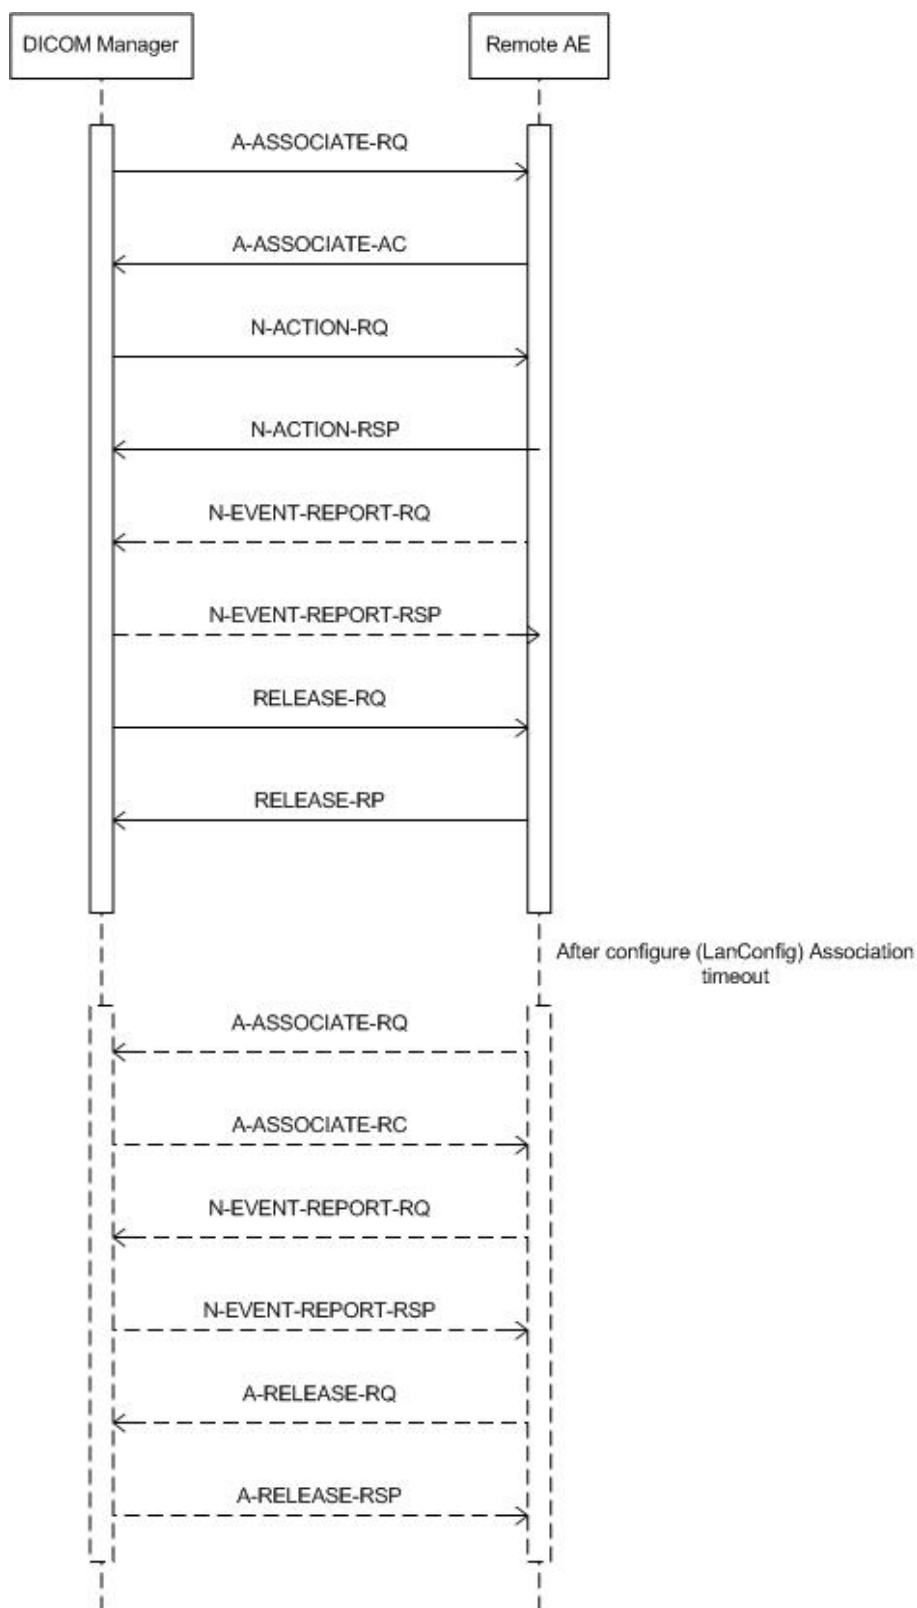 DICOM Manager
Remote AE
A-ASSOCIATE-RQ
A-ASSOCIATE-AC
N-ACTION-RQ
N-ACTION-RSP
N-EVENT-REPORT-RQ
N-EVENT-REPORT-RSP
RELEASE-RQ
RELEASE-RP
After configure (LanConfig) Association
timeout
A-ASSOCIATE-RQ
A-ASSOCIATE-RC
N-EVENT-REPORT-RQ
N-EVENT-REPORT-RSP
A-RELEASE-RQ
A-RELEASE-RSP